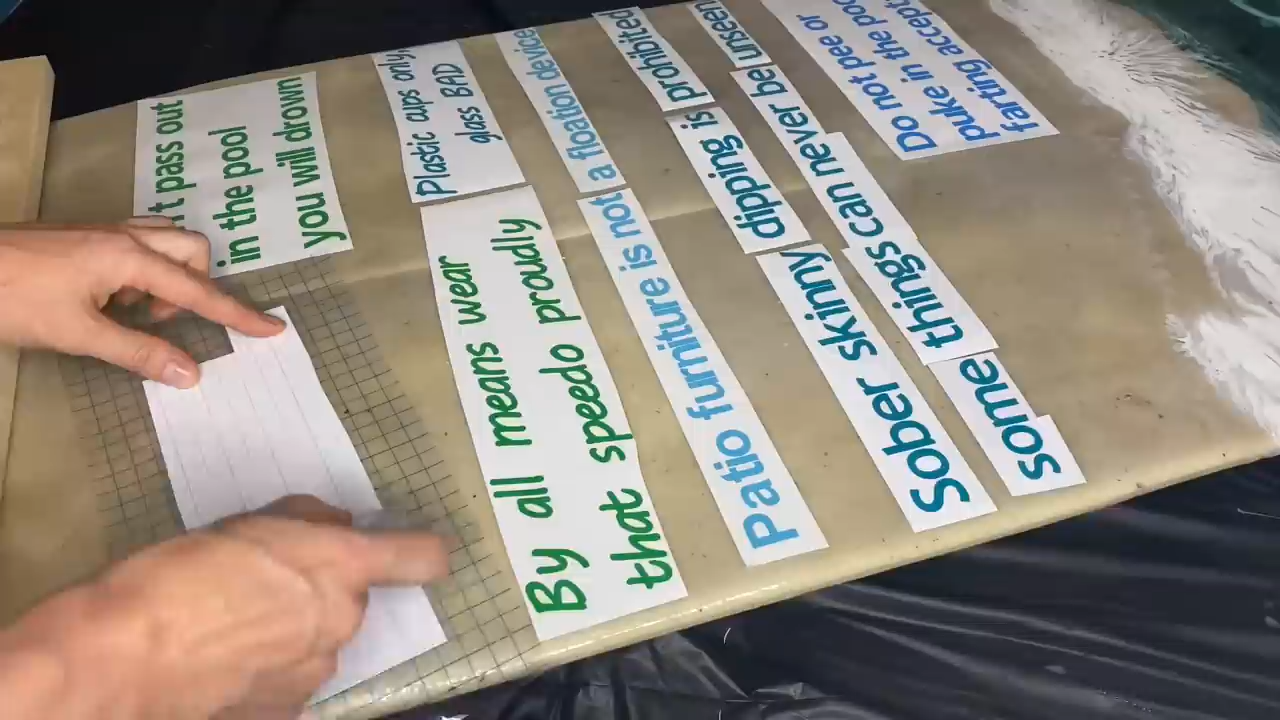 't pass out
in the pool
you will drown
By all means wear
that speedo proudly
Plastic cups only,
glass BAD
Patio furniture is not a floation device
Sober skinny dipping is prohibited
some things can never be unseen
Do not pee or
puke in the poo
farting accept